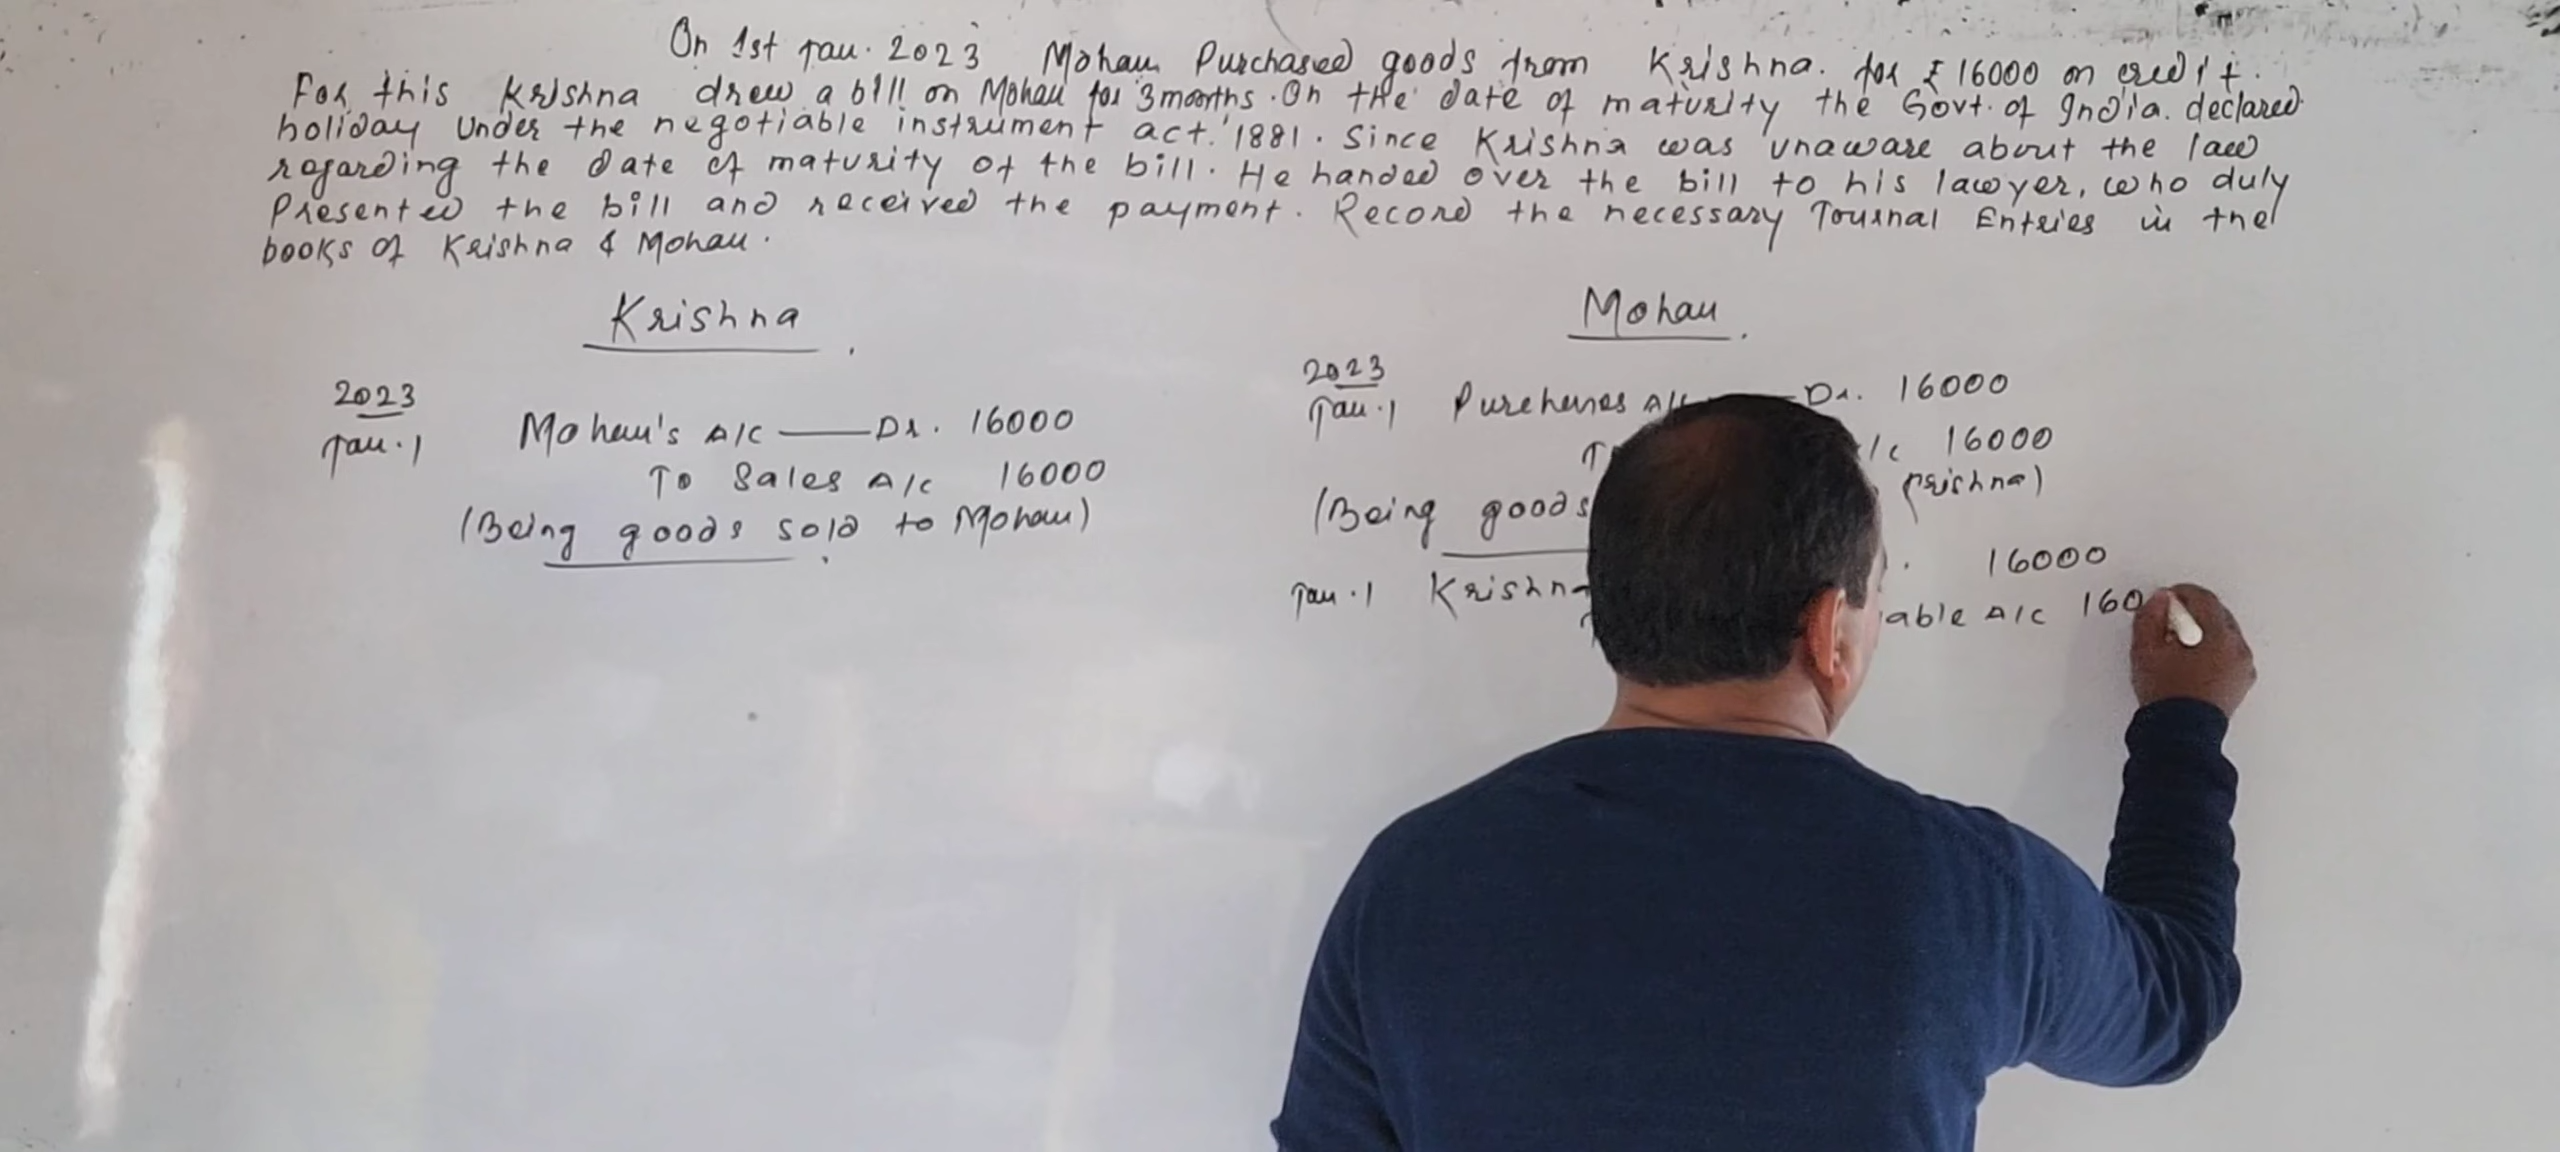 On 1st Jan. 2023 Mohan Purchased goods from Krishna. for ₹ 16000 on credit.
For this Krishna drew a bill on Mohan for 3 months. On the date of maturity the Govt. of India. declared
holiday under the negotiable instrument act. 1881. Since Krishna was unaware about the law
regarding the date of maturity of the bill. He handed over the bill to his lawyer, who duly
Presented the bill and received the payment. Record the necessary Journal Entries in the
books of Krishna & Mohan.
Krishna
2023
Jan. 1 Mohan's A/c — Dr. 16000
To Sales A/c 16000
(Being goods sold to Mohan)
Mohan
2023
Jan. 1 Purchases A/c — Dr. 16000
/c 16000
(Being goods Krishna)
Jan. 1 Krishna . 16000
able A/c 160